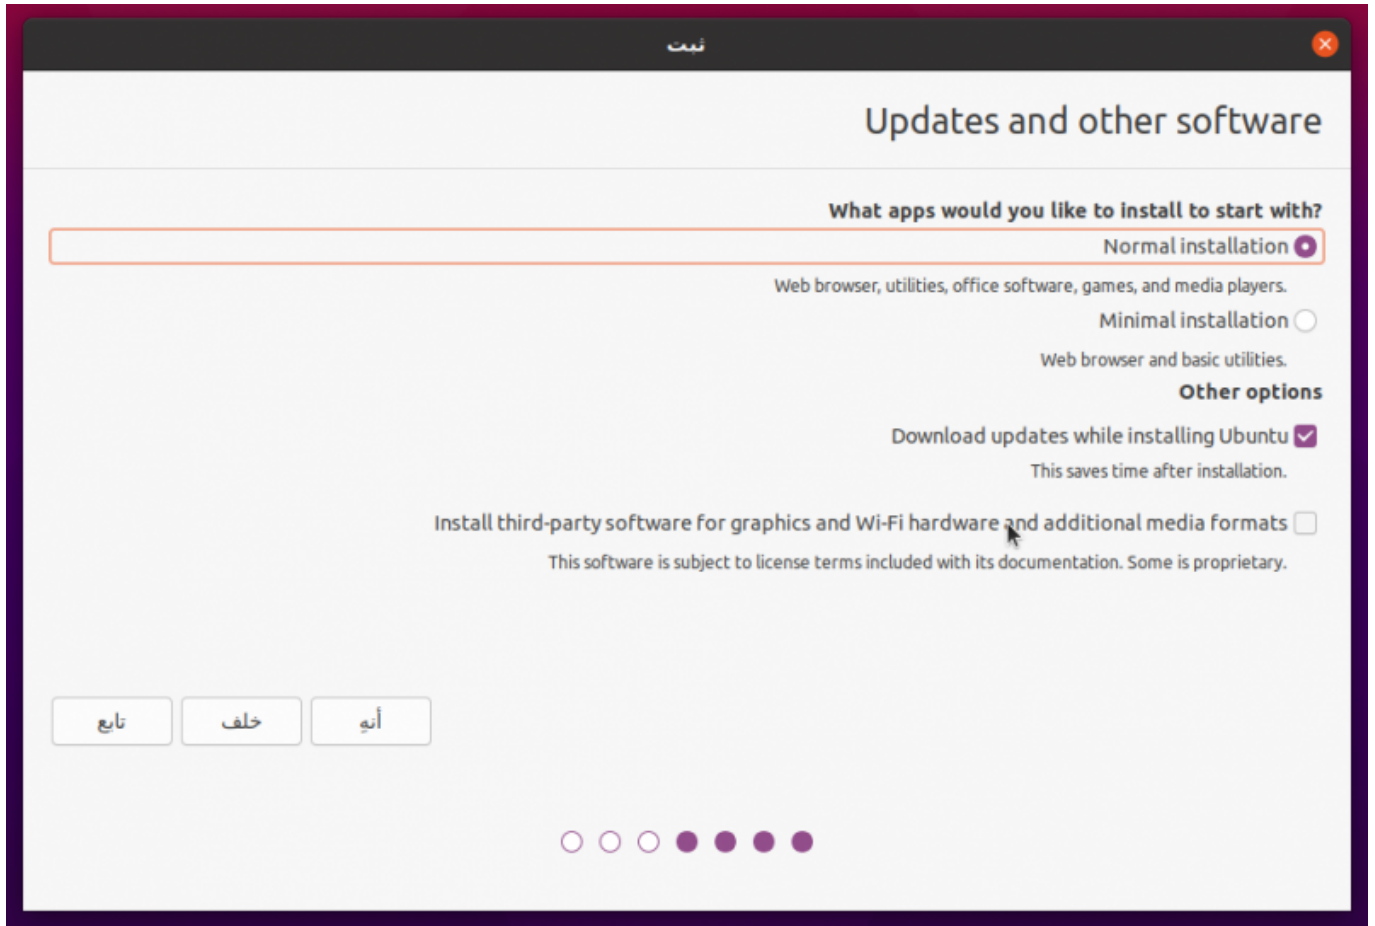 ثبت
Updates and other software
What apps would you like to install to start with?
Normal installation
Web browser, utilities, office software, games, and media players.
Minimal installation
Web browser and basic utilities.
Other options
Download updates while installing Ubuntu
This saves time after installation.
Install third-party software for graphics and Wi-Fi hardware and additional media formats
This software is subject to license terms included with its documentation. Some is proprietary.
أنهِ خلف تابع